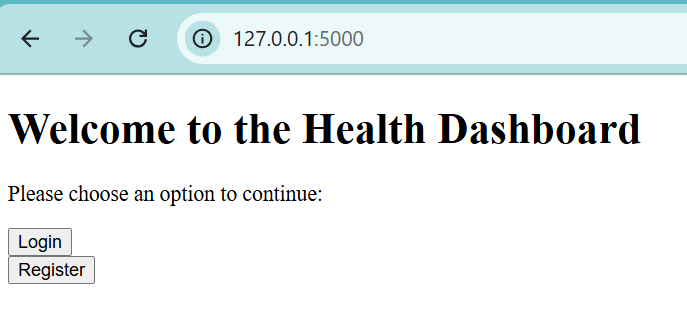 127.0.0.1:5000
Welcome to the Health Dashboard
Please choose an option to continue:
Login
Register